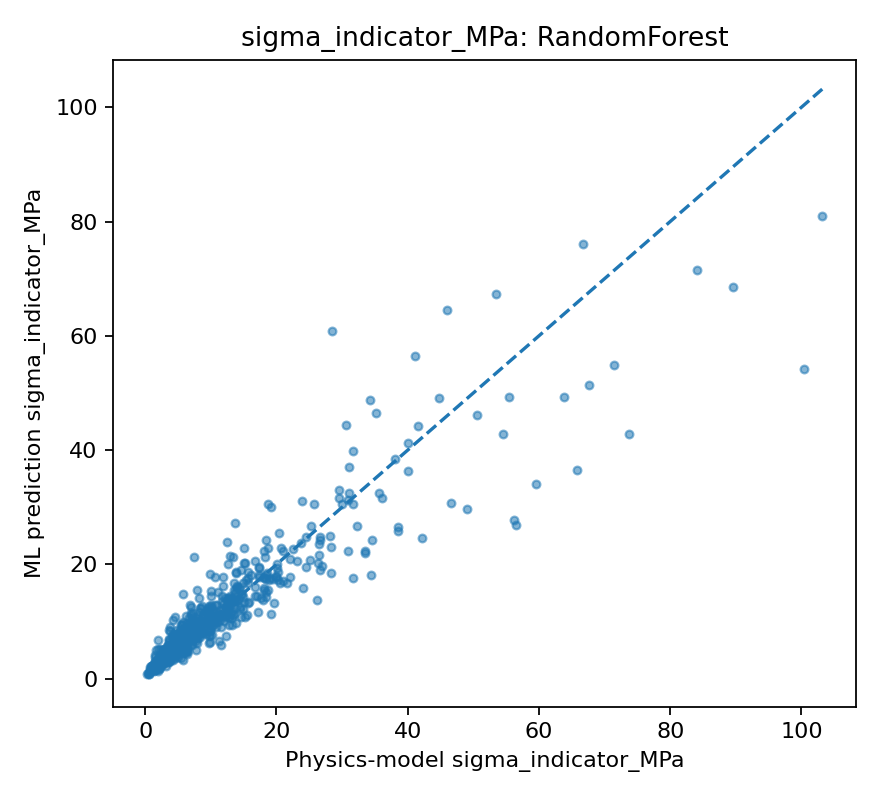 sigma_indicator_MPa: RandomForest
100
80
60
40
20
0
ML prediction sigma_indicator_MPa
0 20 40 60 80 100
Physics-model sigma_indicator_MPa